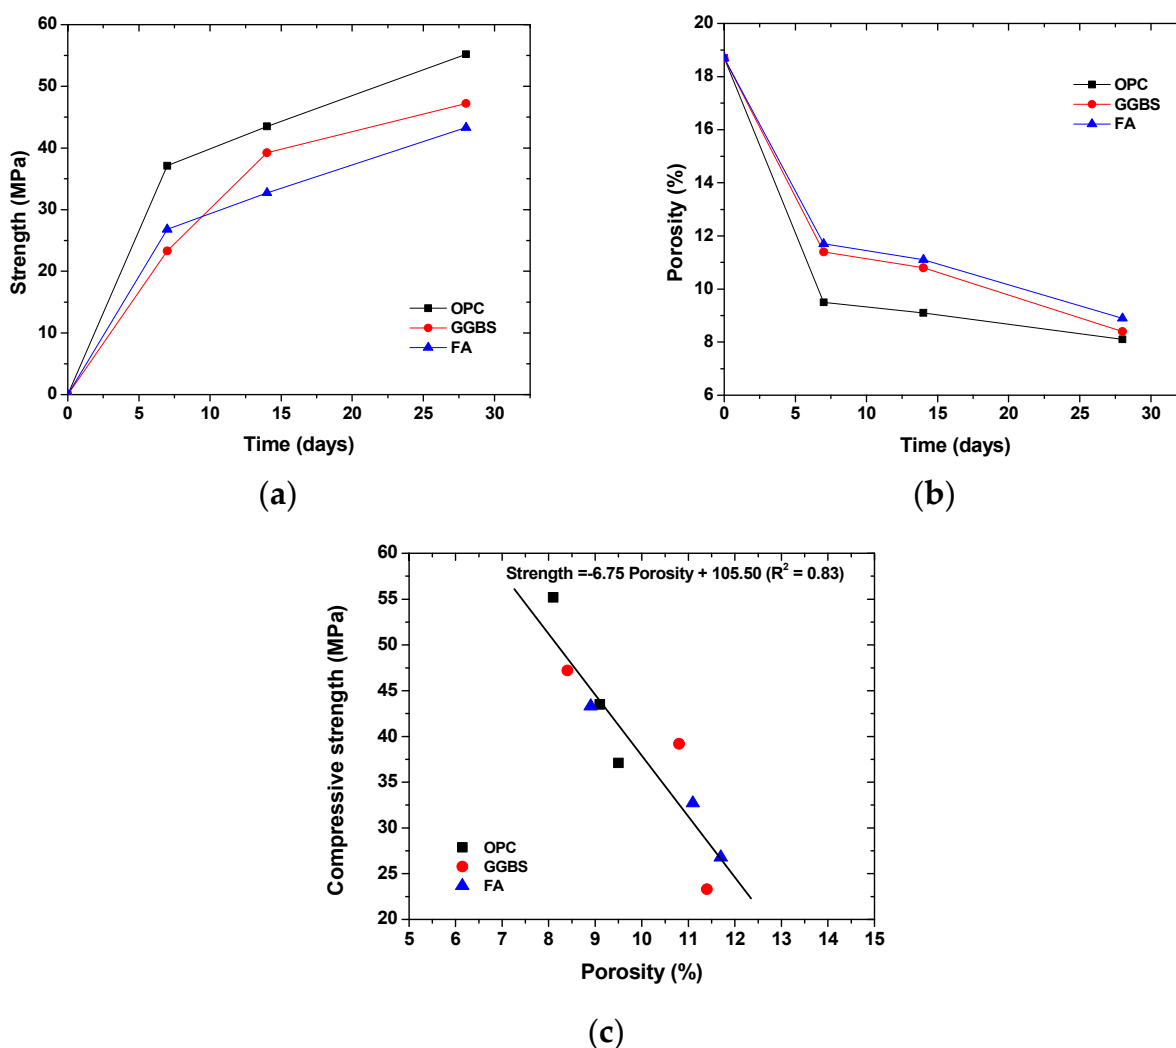 60
50
40
30
20
10
0
Strength (MPa)
OPC
GGBS
FA
0 5 10 15 20 25 30
Time (days)
(a)
20
18
16
14
12
10
8
6
Porosity (%)
OPC
GGBS
FA
0 5 10 15 20 25 30
Time (days)
(b)
60
55
50
45
40
35
30
25
20
Compressive strength (MPa)
Strength =-6.75 Porosity + 105.50 (R² = 0.83)
OPC
GGBS
FA
5 6 7 8 9 10 11 12 13 14 15
Porosity (%)
(c)